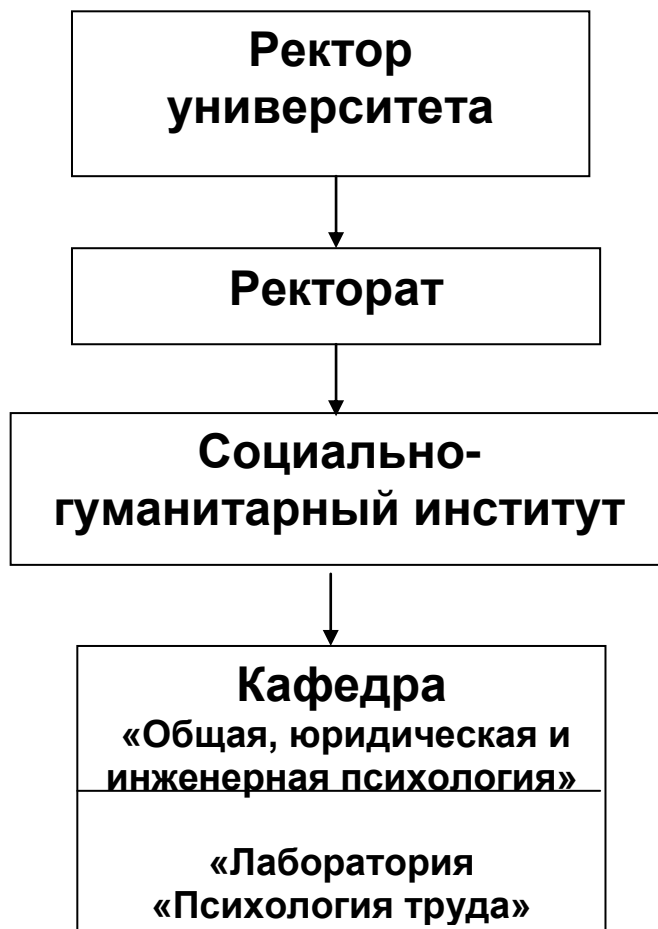 Ректор
университета
Ректорат
Социально-
гуманитарный институт
Кафедра
«Общая, юридическая и
инженерная психология»
«Лаборатория
«Психология труда»